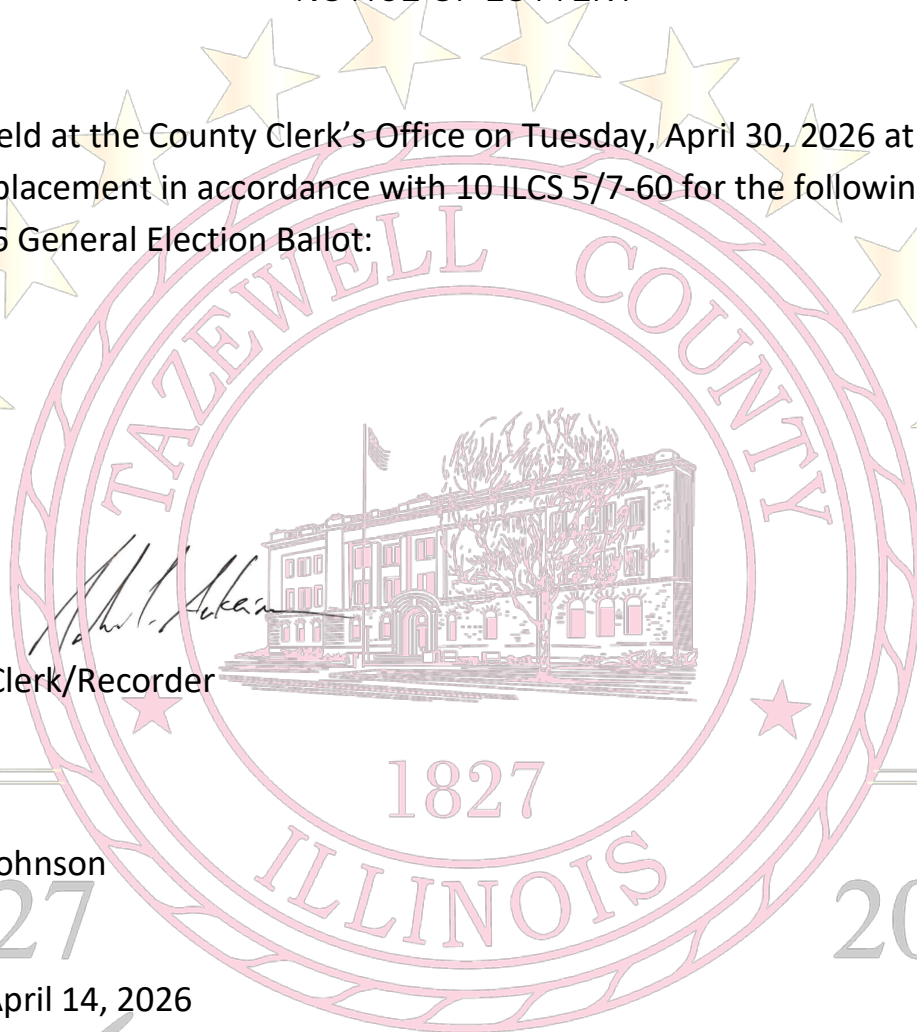 eld at the County Clerk’s Office on Tuesday, April 30, 2026 at
placement in accordance with 10 ILCS 5/7-60 for the followin
6 General Election Ballot:
TAZEWELL COUNTY
Clerk/Recorder
1827
ohnson
ILLINOIS
27 20
April 14, 2026